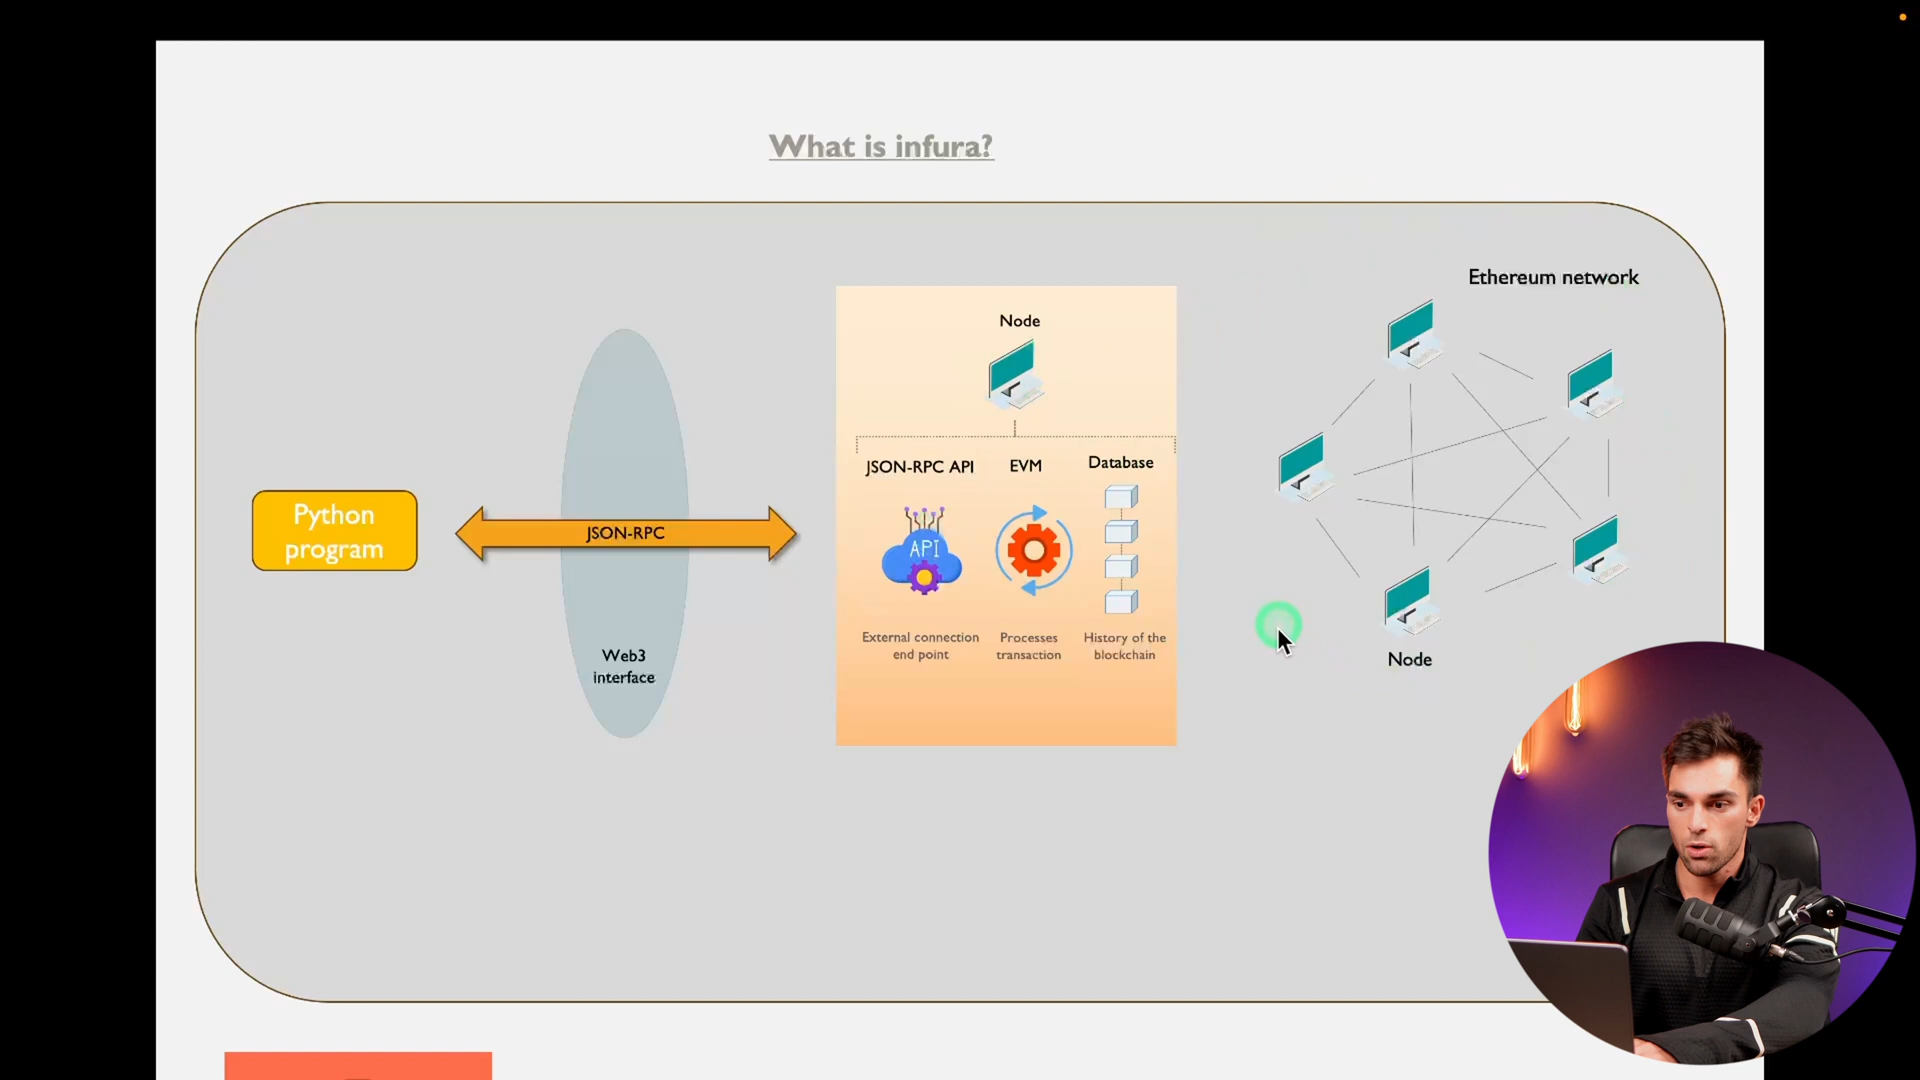 What is infura?
Ethereum network
Node
JSON-RPC API
EVM
Database
Python
program
JSON-RPC
API
External connection
end point
Processes
transaction
History of the
blockchain
Web3
interface
Node